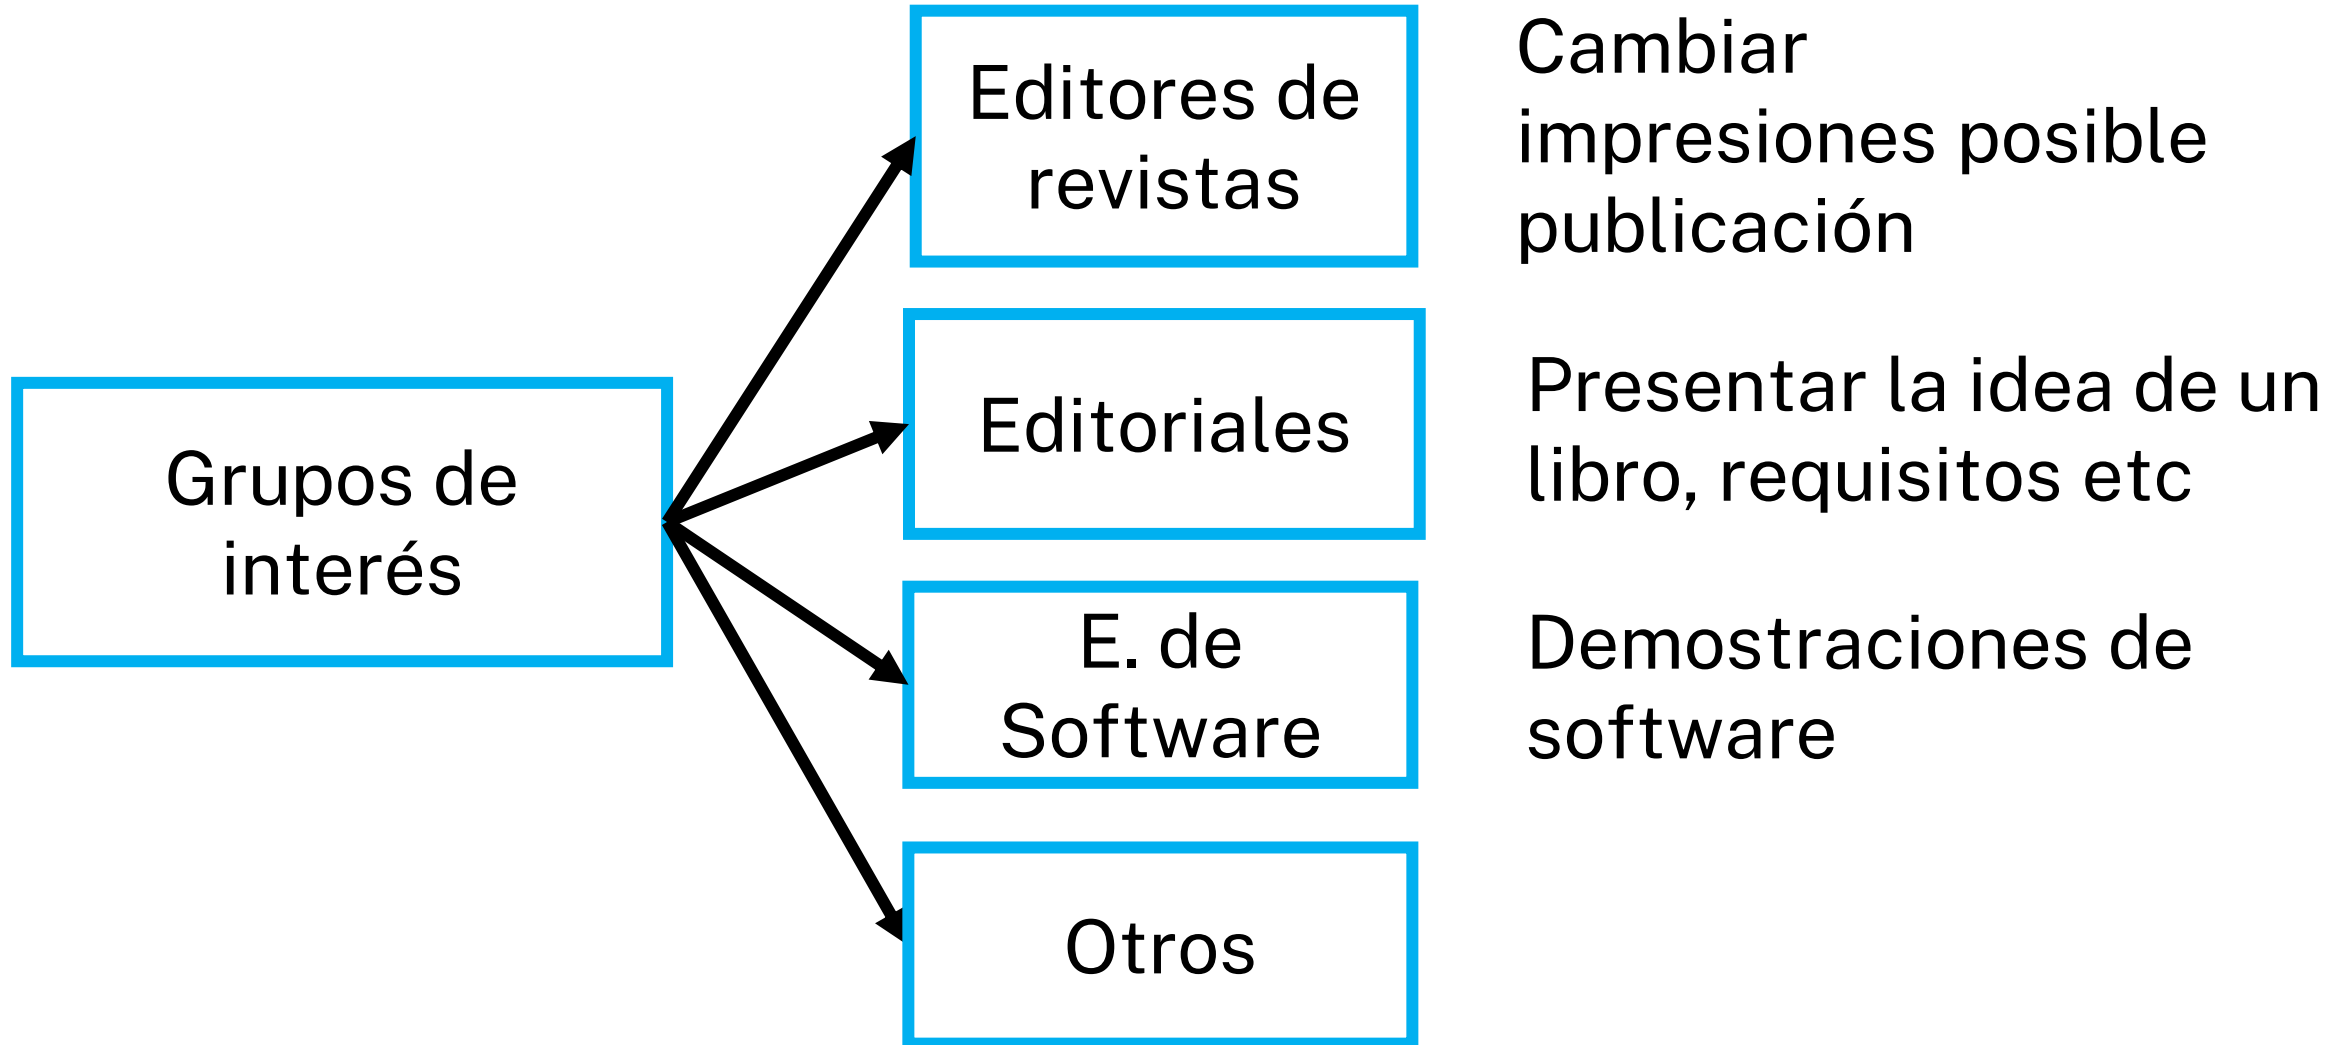 Grupos de
interés
Editores de
revistas
Cambiar
impresiones posible
publicación
Editoriales
Presentar la idea de un
libro, requisitos etc
E. de
Software
Demostraciones de
software
Otros